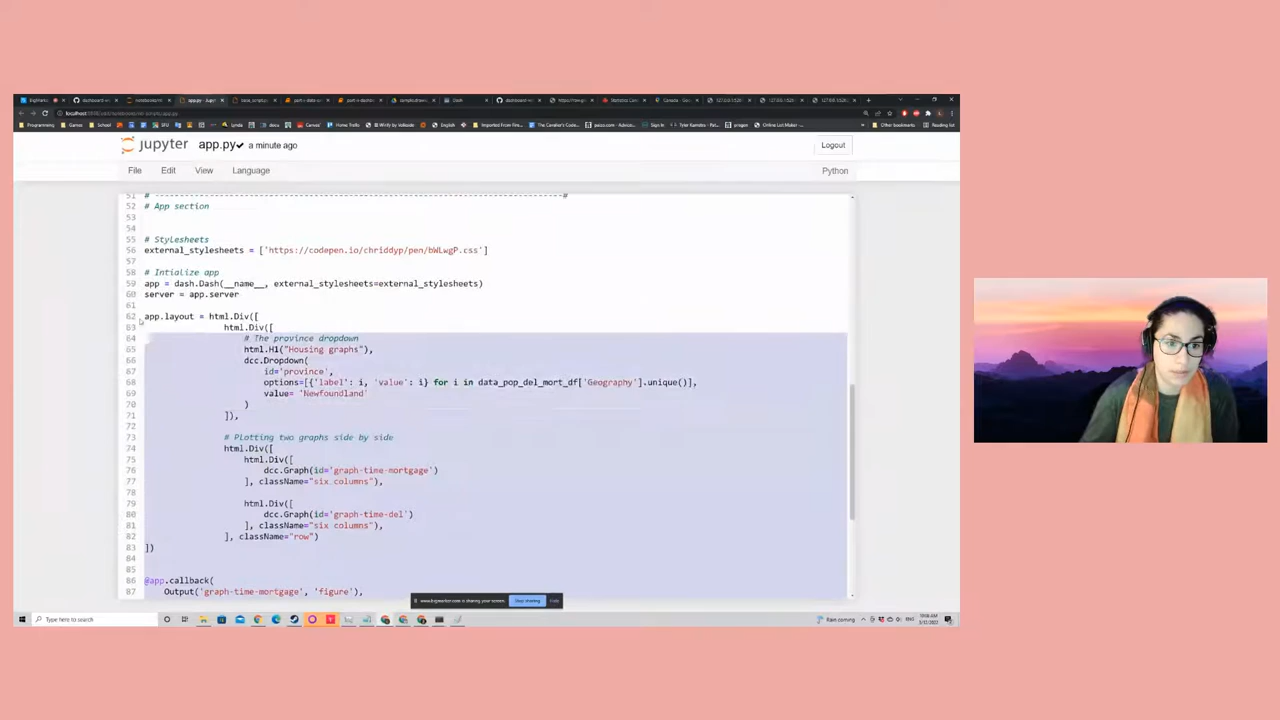 jupyter app.py✔ a minute ago
Logout
File Edit View Language
Python
51 # -----------------------------------------------------------------------------------#
52 # App section
53
54
55 # Stylesheets
56 external_stylesheets = ['https://codepen.io/chriddyp/pen/bWLwgP.css']
57
58 # Intialize app
59 app = dash.Dash(__name__, external_stylesheets=external_stylesheets)
60 server = app.server
61
62 app.layout = html.Div([
63 html.Div([
64 # The province dropdown
65 html.H1("Housing graphs"),
66 dcc.Dropdown(
67 id='province',
68 options=[{'label': i, 'value': i} for i in data_pop_del_mort_df['Geography'].unique()],
69 value= 'Newfoundland'
70 )
71 ]),
72
73 # Plotting two graphs side by side
74 html.Div([
75 html.Div([
76 dcc.Graph(id='graph-time-mortgage')
77 ], className="six columns"),
78
79 html.Div([
80 dcc.Graph(id='graph-time-del')
81 ], className="six columns"),
82 ], className="row")
83 ])
84
85
86 @app.callback(
87 Output('graph-time-mortgage', 'figure'),
Stop sharing
Type here to search
Rain coming